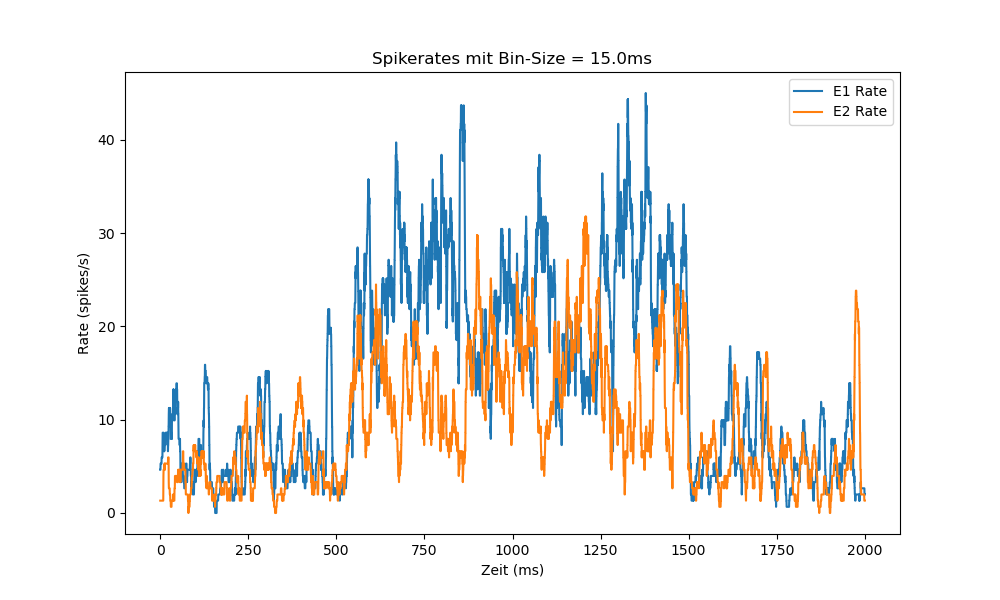 Spikerates mit Bin-Size = 15.0ms
E1 Rate
E2 Rate
Rate (spikes/s)
40
30
20
10
0
0 250 500 750 1000 1250 1500 1750 2000
Zeit (ms)